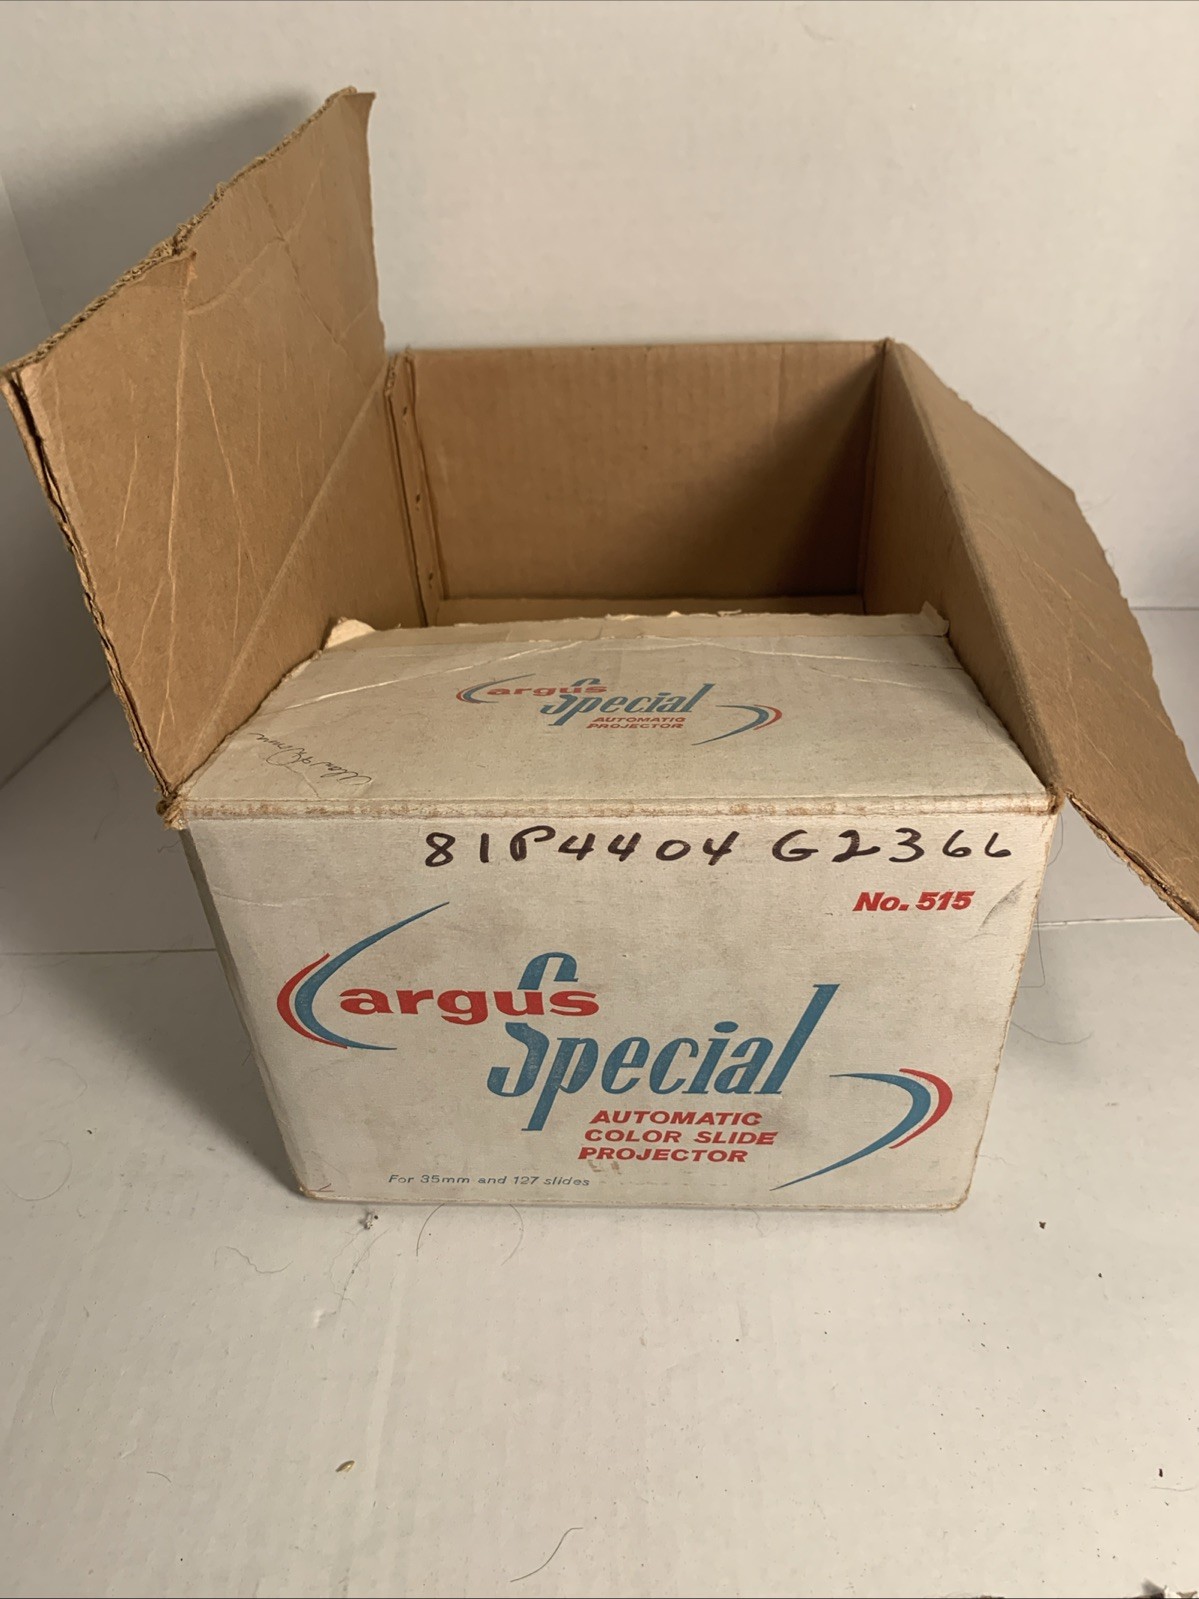 argus
Special
AUTOMATIC
PROJECTOR
81P4404 G2366
No. 515
argus
Special
AUTOMATIC
COLOR SLIDE
PROJECTOR
For 35mm and 127 slides